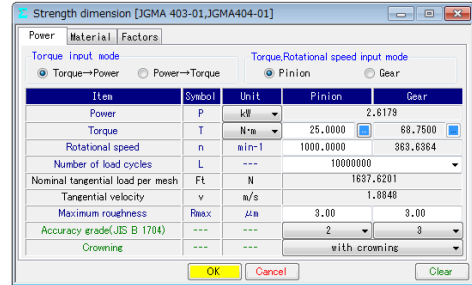 Strength dimension [JGMA 403-01,JGMA404-01]
Power Material Factors
Torque input mode Torque,Rotational speed input mode
Torque→Power Power→Torque Pinion Gear
Item Symbol Unit Pinion Gear
Power P kW 2.6179
Torque T N·m 25.0000 68.7500
Rotational speed n min-1 1000.0000 363.6364
Number of load cycles L --- 10000000
Nominal tangential load per mesh Ft N 1637.6201
Tangential velocity v m/s 1.8848
Maximum roughness Rmax μm 3.00 3.00
Accuracy grade(JIS B 1704) --- --- 2 3
Crowning --- --- with crowning
OK Cancel Clear